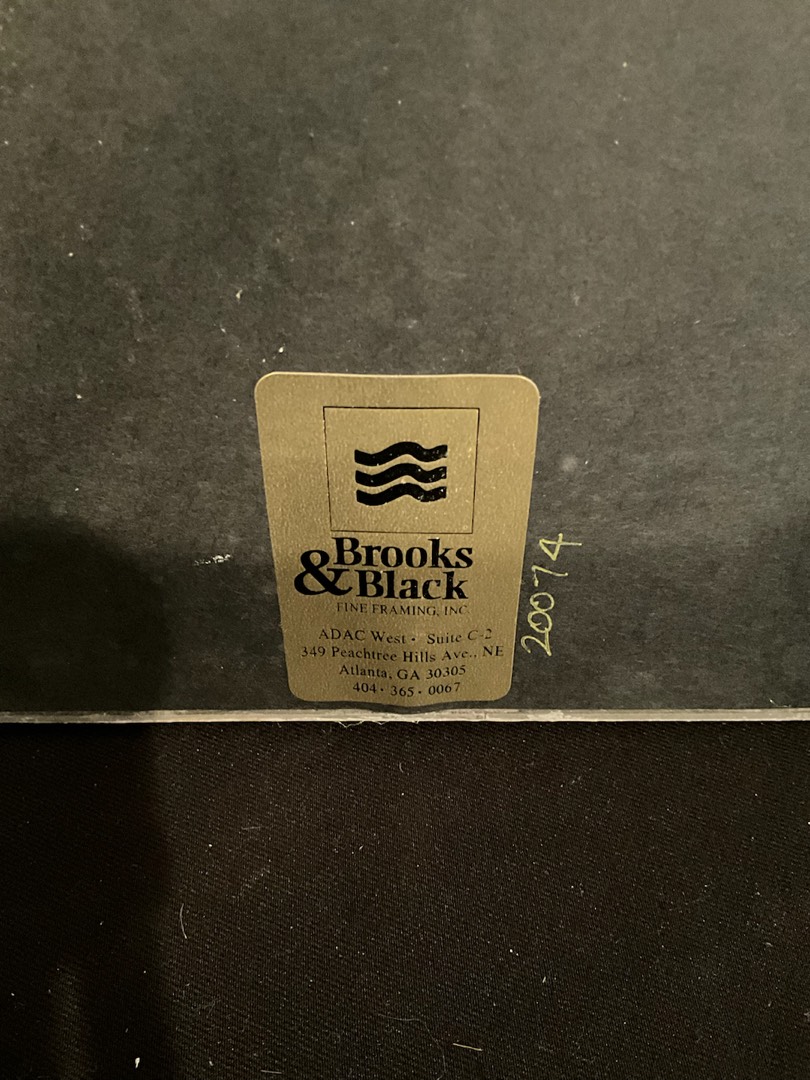 Brooks
& Black
FINE FRAMING, INC
ADAC West · Suite C-2
349 Peachtree Hills Ave., NE
Atlanta, GA 30305
404 · 365 · 0067
20074